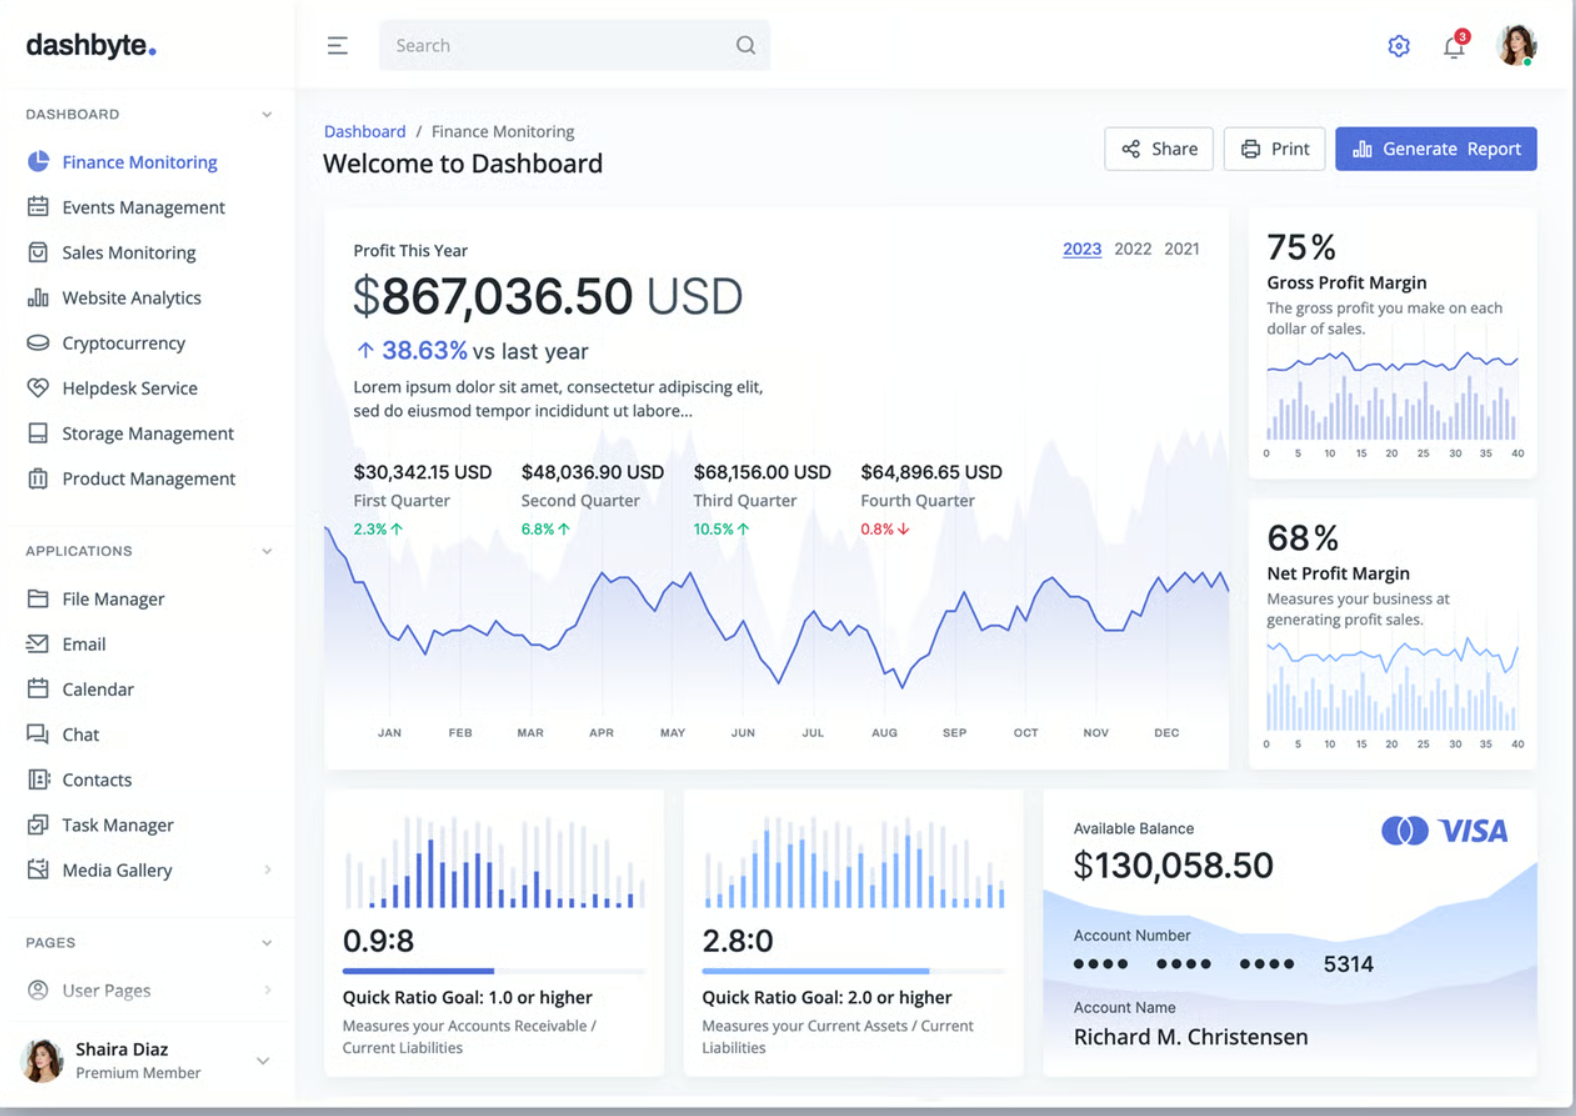 dashbyte.
Search
3
DASHBOARD
Finance Monitoring
Events Management
Sales Monitoring
Website Analytics
Cryptocurrency
Helpdesk Service
Storage Management
Product Management
APPLICATIONS
File Manager
Email
Calendar
Chat
Contacts
Task Manager
Media Gallery
PAGES
User Pages
Shaira Diaz
Premium Member
Dashboard / Finance Monitoring
Welcome to Dashboard
Share
Print
Generate Report
Profit This Year
2023 2022 2021
$867,036.50 USD
↑ 38.63% vs last year
Lorem ipsum dolor sit amet, consectetur adipiscing elit,
sed do eiusmod tempor incididunt ut labore...
$30,342.15 USD $48,036.90 USD $68,156.00 USD $64,896.65 USD
First Quarter Second Quarter Third Quarter Fourth Quarter
2.3% ↑ 6.8% ↑ 10.5% ↑ 0.8% ↓
JAN FEB MAR APR MAY JUN JUL AUG SEP OCT NOV DEC
75%
Gross Profit Margin
The gross profit you make on each
dollar of sales.
0 5 10 15 20 25 30 35 40
68%
Net Profit Margin
Measures your business at
generating profit sales.
0 5 10 15 20 25 30 35 40
0.9:8
Quick Ratio Goal: 1.0 or higher
Measures your Accounts Receivable /
Current Liabilities
2.8:0
Quick Ratio Goal: 2.0 or higher
Measures your Current Assets / Current
Liabilities
Available Balance
VISA
$130,058.50
Account Number
●●●● ●●●● ●●●● 5314
Account Name
Richard M. Christensen